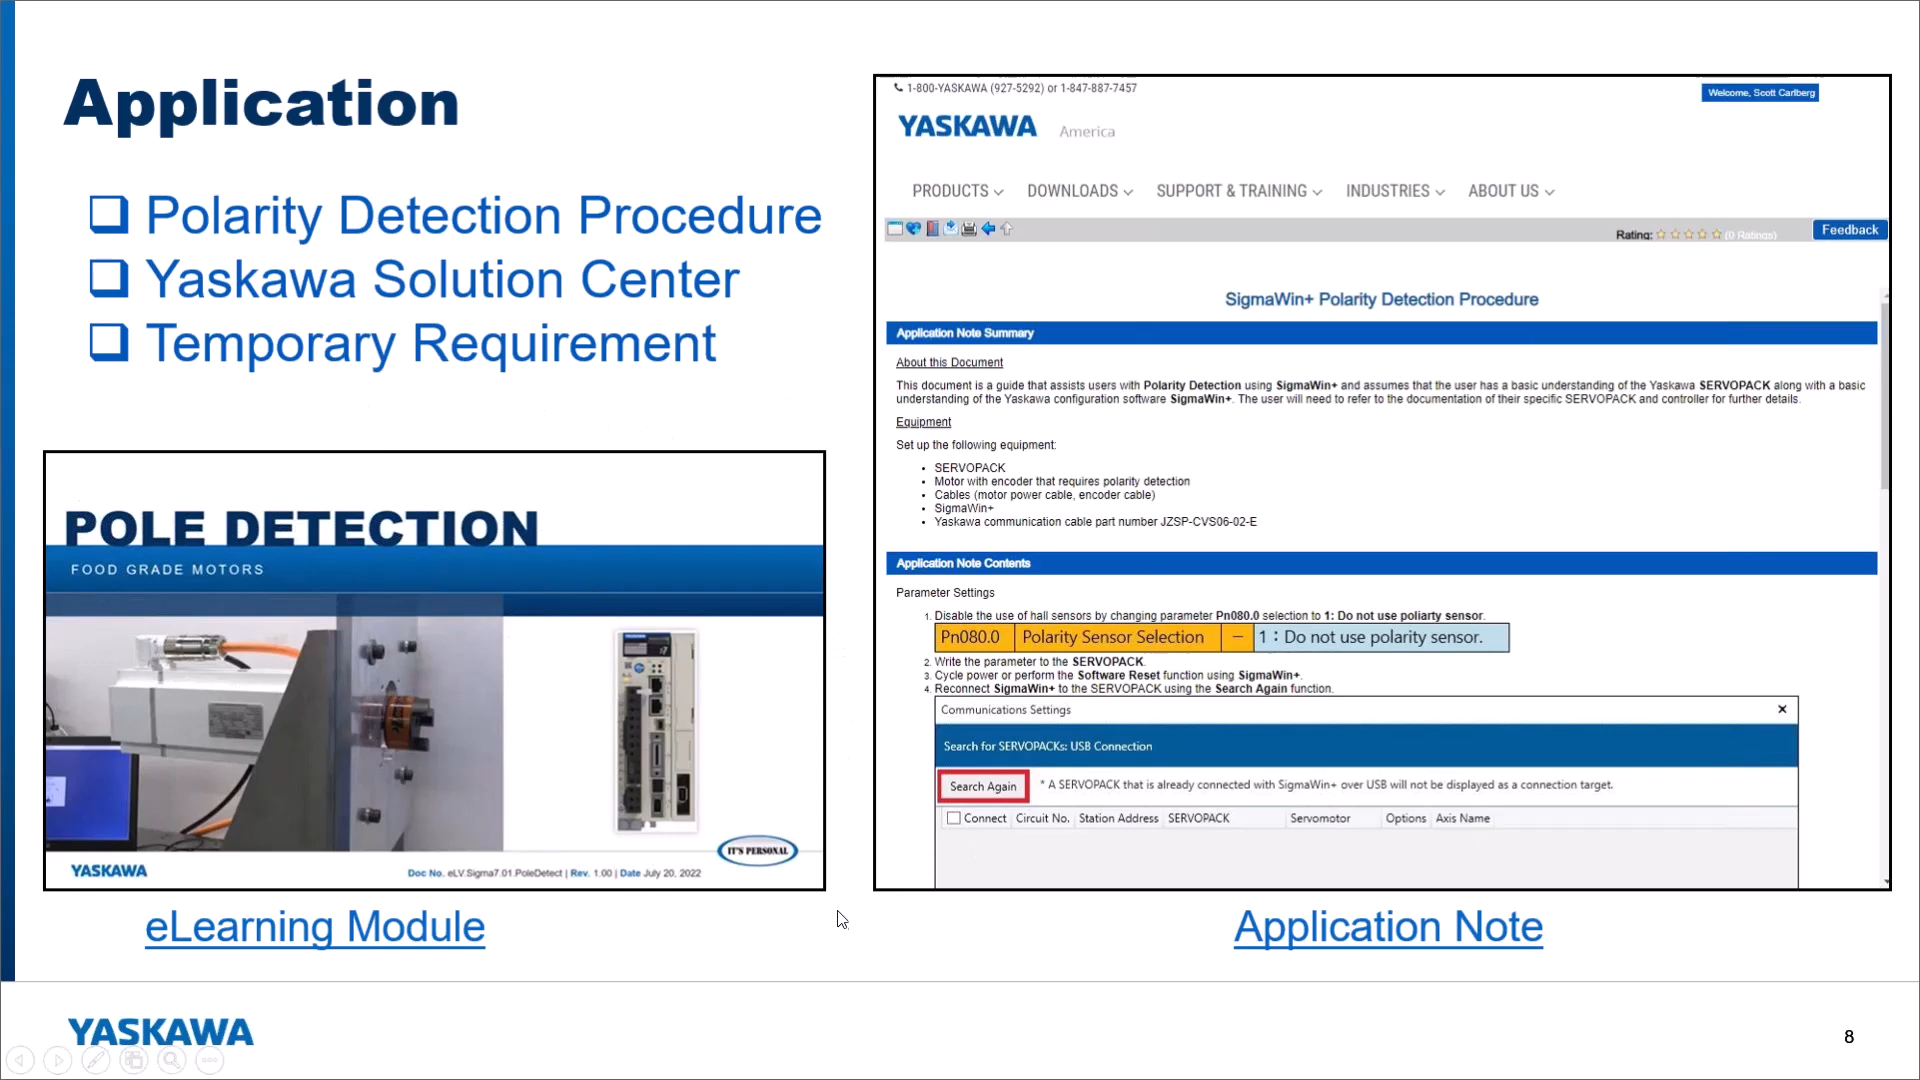 Application
Polarity Detection Procedure
Yaskawa Solution Center
Temporary Requirement
POLE DETECTION
FOOD GRADE MOTORS
IT'S PERSONAL
YASKAWA
Doc No. eLV.Sigma7.01.PoleDetect | Rev. 1.00 | Date July 20, 2022
eLearning Module
1-800-YASKAWA (927-5292) or 1-847-887-7457
Welcome, Scott Carlberg
YASKAWA America
PRODUCTS DOWNLOADS SUPPORT & TRAINING INDUSTRIES ABOUT US
Rating: (0 Ratings) Feedback
SigmaWin+ Polarity Detection Procedure
Application Note Summary
About this Document
This document is a guide that assists users with Polarity Detection using SigmaWin+ and assumes that the user has a basic understanding of the Yaskawa SERVOPACK along with a basic
understanding of the Yaskawa configuration software SigmaWin+. The user will need to refer to the documentation of their specific SERVOPACK and controller for further details.
Equipment
Set up the following equipment:
• SERVOPACK
• Motor with encoder that requires polarity detection
• Cables (motor power cable, encoder cable)
• SigmaWin+
• Yaskawa communication cable part number JZSP-CVS06-02-E
Application Note Contents
Parameter Settings
1. Disable the use of hall sensors by changing parameter Pn080.0 selection to 1: Do not use poliarty sensor.
Pn080.0 Polarity Sensor Selection – 1 : Do not use polarity sensor.
2. Write the parameter to the SERVOPACK.
3. Cycle power or perform the Software Reset function using SigmaWin+.
4. Reconnect SigmaWin+ to the SERVOPACK using the Search Again function.
Communications Settings
Search for SERVOPACKs: USB Connection
Search Again * A SERVOPACK that is already connected with SigmaWin+ over USB will not be displayed as a connection target.
Connect Circuit No. Station Address SERVOPACK Servomotor Options Axis Name
Application Note
YASKAWA
8